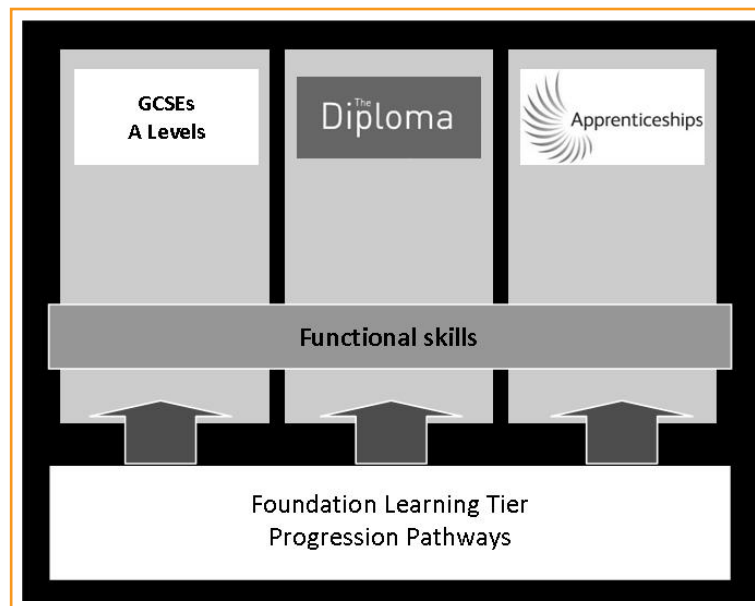 GCSEs
A Levels
The
Diploma
Apprenticeships
Functional skills
Foundation Learning Tier
Progression Pathways